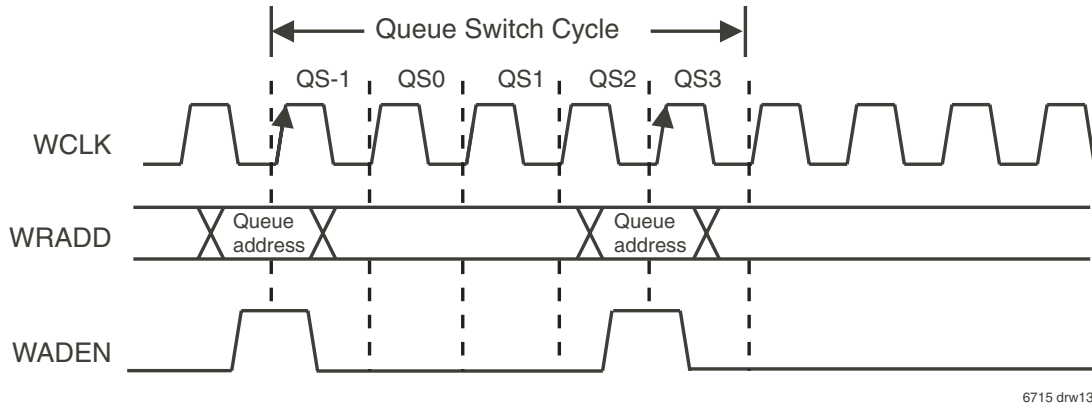 Queue Switch Cycle
QS-1 QS0 QS1 QS2 QS3
WCLK
WRADD
Queue
address
Queue
address
WADEN
6715 drw13